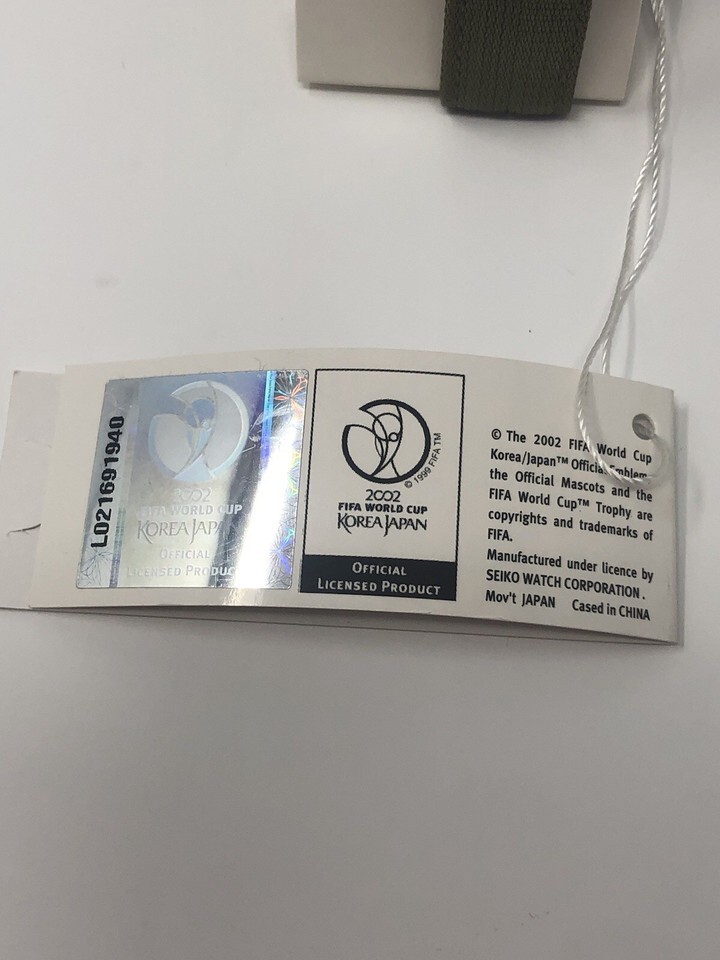 L021691940
2002
FIFA WORLD CUP
KOREA JAPAN
OFFICIAL
LICENSED PRODUCT
© 1999 FIFA TM
2002
FIFA WORLD CUP
KOREA JAPAN
OFFICIAL
LICENSED PRODUCT
© The 2002 FIFA World Cup
Korea/Japan™ Official Emblem,
the Official Mascots and the
FIFA World Cup™ Trophy are
copyrights and trademarks of
FIFA.
Manufactured under licence by
SEIKO WATCH CORPORATION.
Mov't JAPAN Cased in CHINA